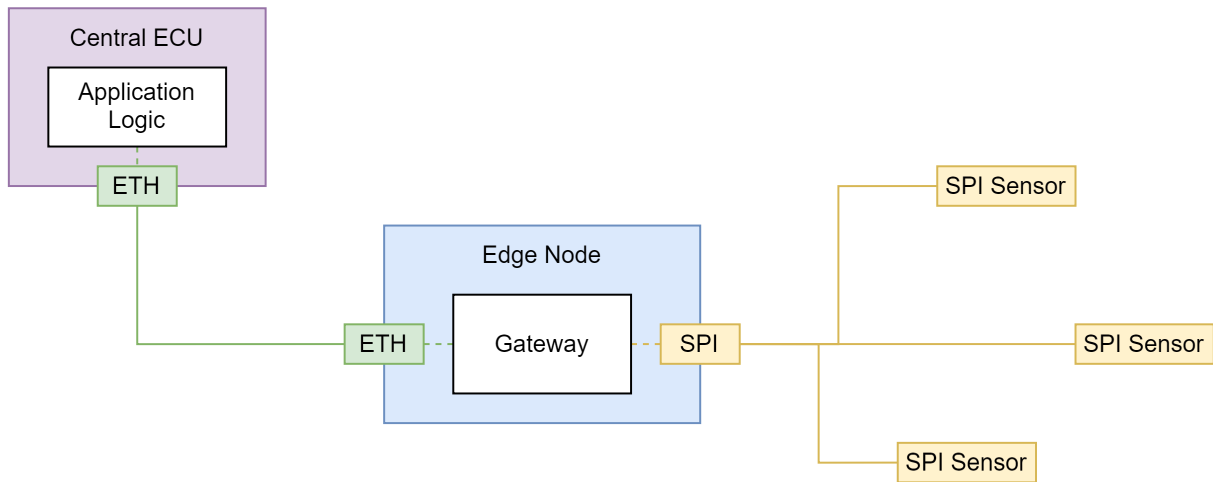 Central ECU
Application
Logic
ETH
SPI Sensor
Edge Node
ETH
Gateway
SPI
SPI Sensor
SPI Sensor